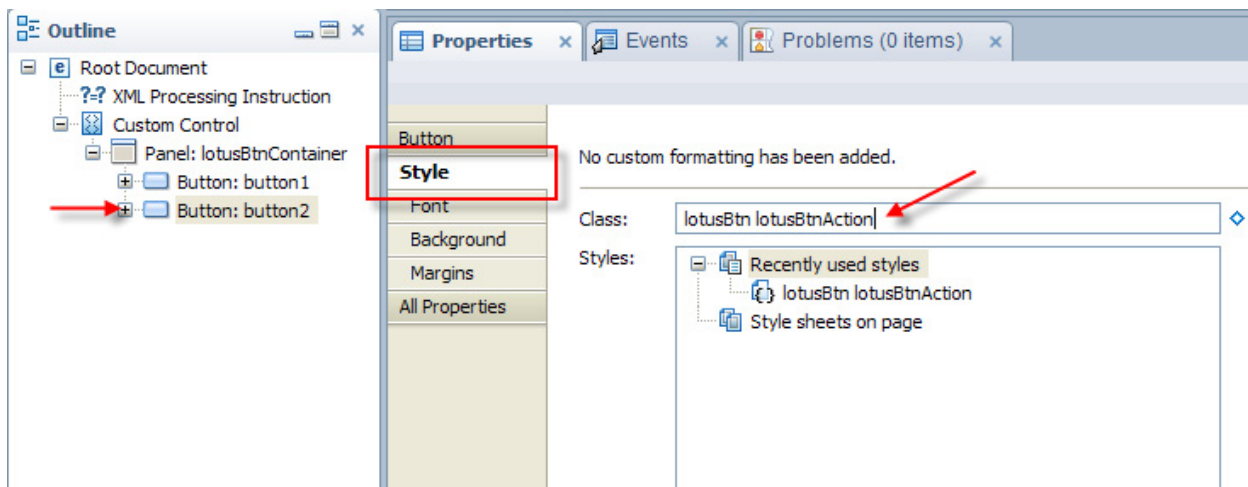 Outline
Root Document
?=? XML Processing Instruction
Custom Control
Panel: lotusBtnContainer
Button: button1
Button: button2
Properties
Events
Problems (0 items)
Button
Style
Font
Background
Margins
All Properties
No custom formatting has been added.
Class: lotusBtn lotusBtnAction
Styles:
Recently used styles
lotusBtn lotusBtnAction
Style sheets on page